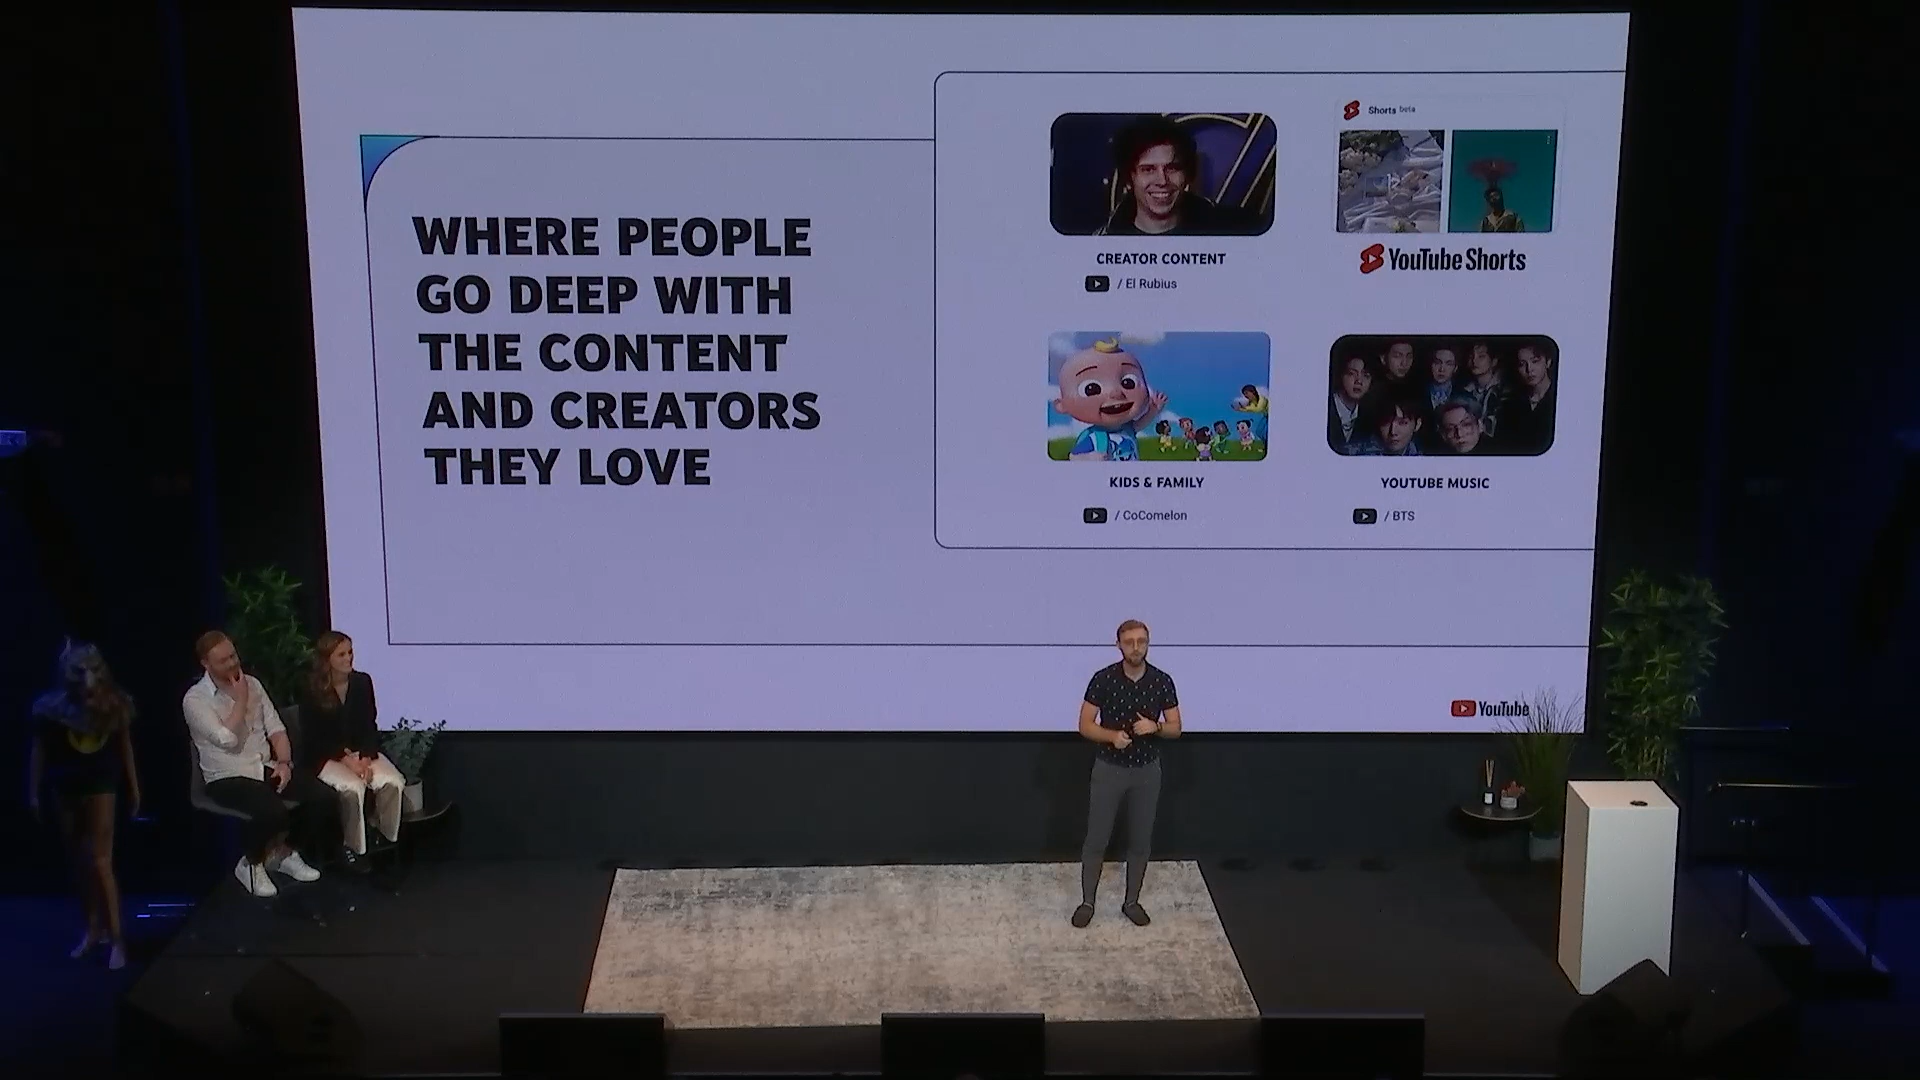 WHERE PEOPLE
GO DEEP WITH
THE CONTENT
AND CREATORS
THEY LOVE
CREATOR CONTENT
/ El Rubius
Shorts beta
YouTube Shorts
KIDS & FAMILY
/ CoComelon
YOUTUBE MUSIC
/ BTS
YouTube